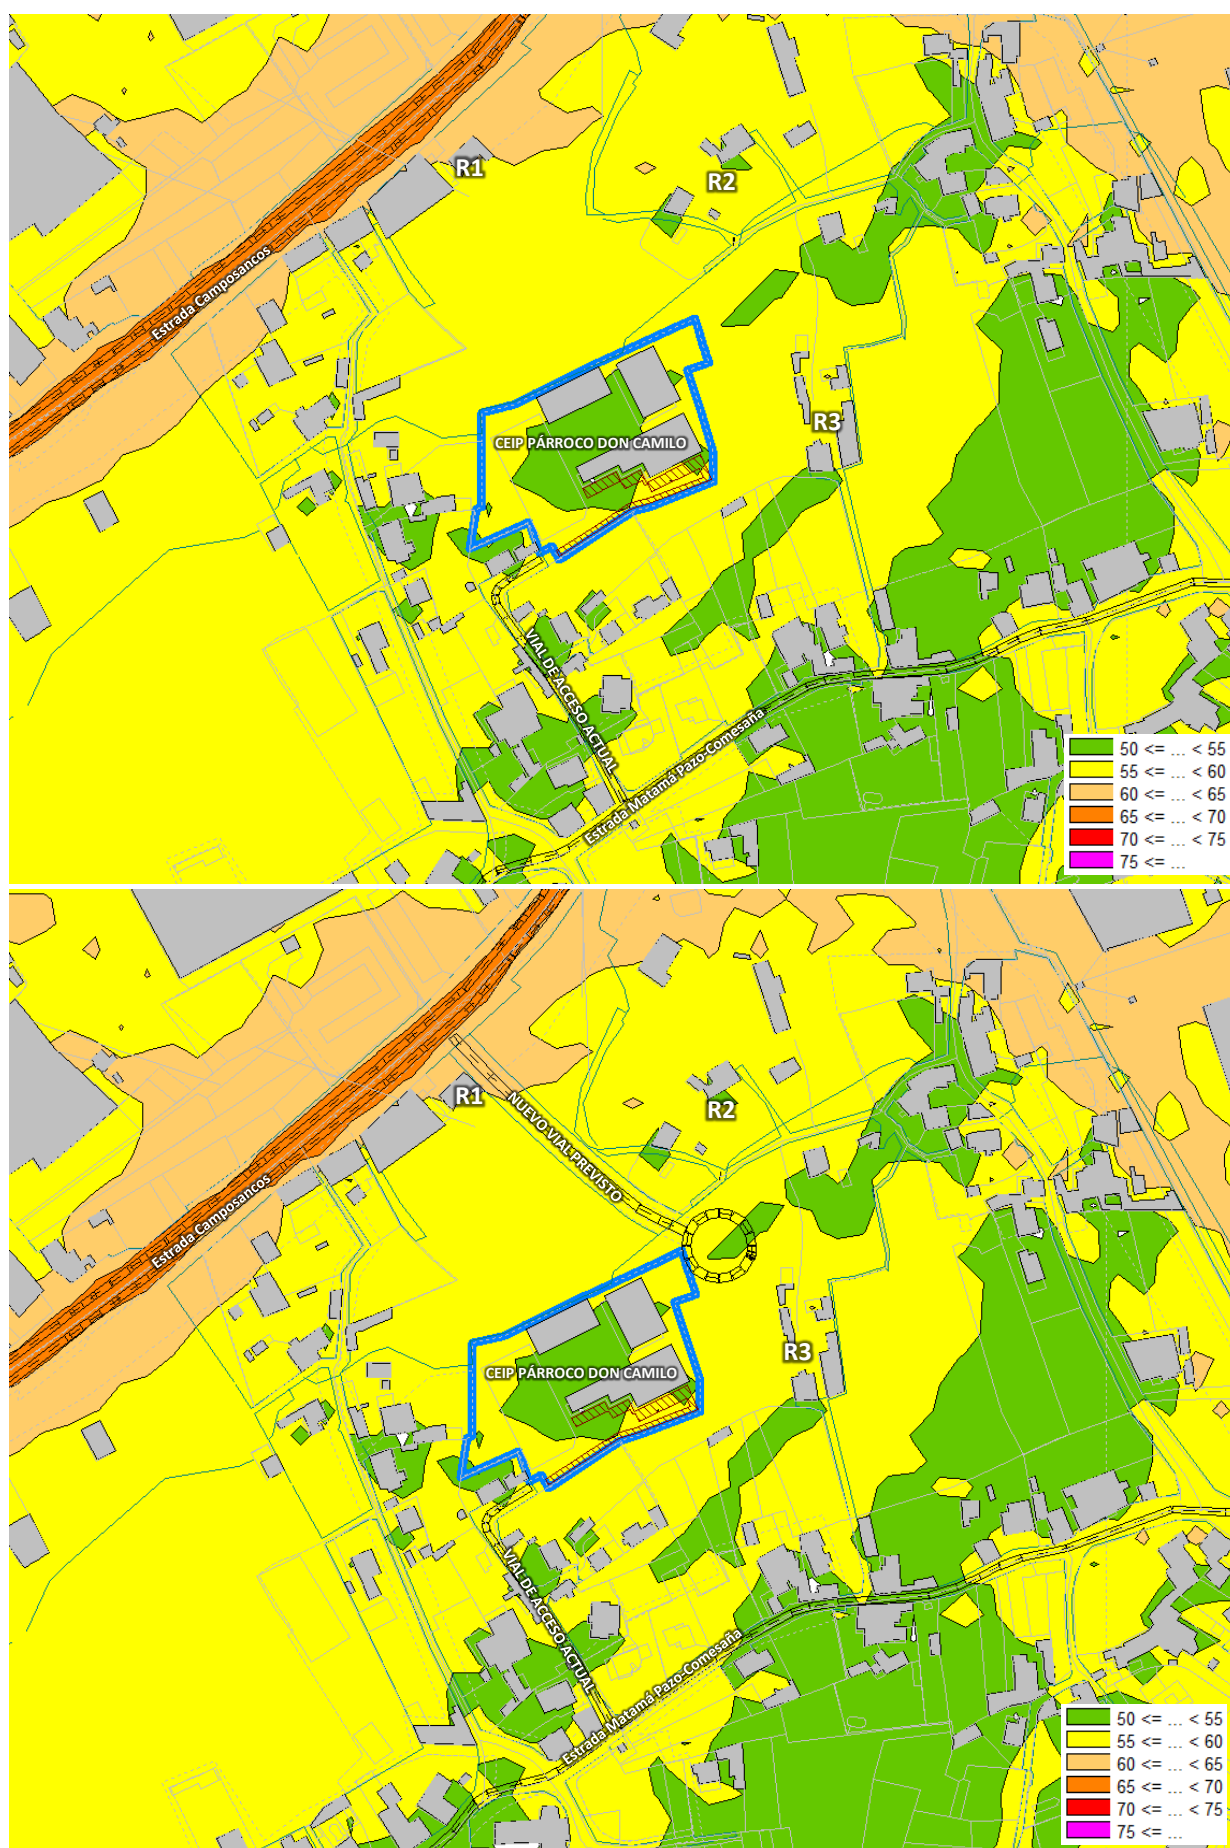 R1
R2
Estrada Camposancos
R3
CEIP PÁRROCO DON CAMILO
VIAL DE ACCESO ACTUAL
Estrada Matamá Pazo-Comesaña
50 <= ... < 55
55 <= ... < 60
60 <= ... < 65
65 <= ... < 70
70 <= ... < 75
75 <= ...
R1
NUEVO VIAL PREVISTO
R2
Estrada Camposancos
R3
CEIP PÁRROCO DON CAMILO
VIAL DE ACCESO ACTUAL
Estrada Matamá Pazo-Comesaña
50 <= ... < 55
55 <= ... < 60
60 <= ... < 65
65 <= ... < 70
70 <= ... < 75
75 <= ...